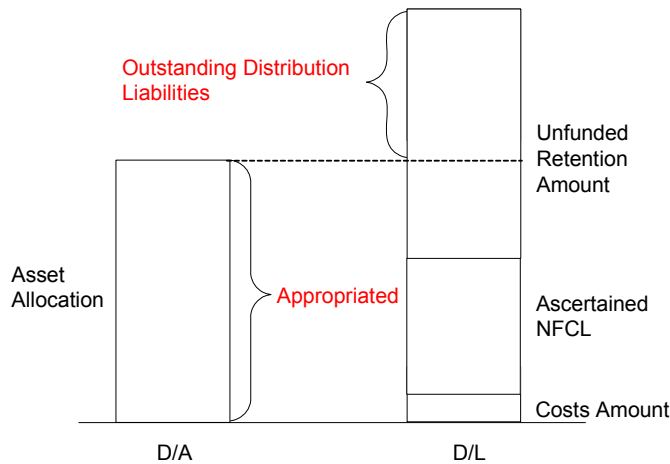 Outstanding Distribution
Liabilities
Unfunded
Retention
Amount
Asset
Allocation
Appropriated
Ascertained
NFCL
Costs Amount
D/A
D/L